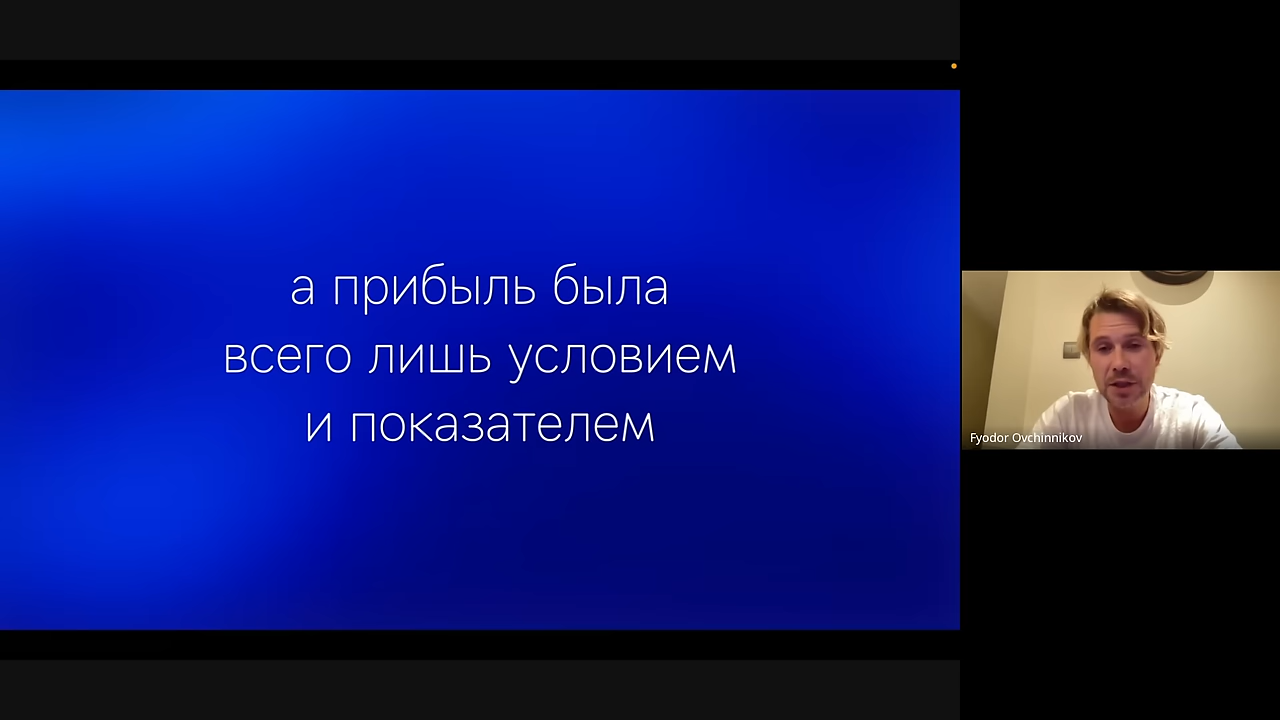 а прибыль была
всего лишь условием
и показателем
Fyodor Ovchinnikov